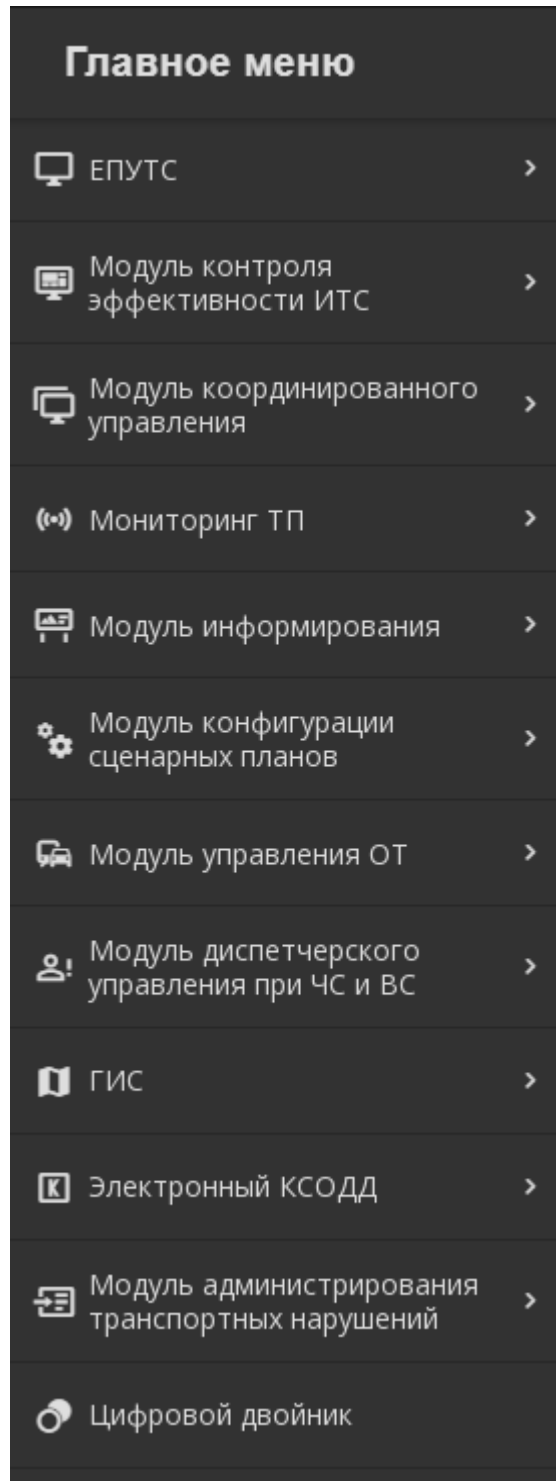 Главное меню
ЕПУТС
Модуль контроля
эффективности ИТС
Модуль координированного
управления
Мониторинг ТП
Модуль информирования
Модуль конфигурации
сценарных планов
Модуль управления ОТ
Модуль диспетчерского
управления при ЧС и ВС
ГИС
К
Электронный КСОДД
Модуль администрирования
транспортных нарушений
Цифровой двойник